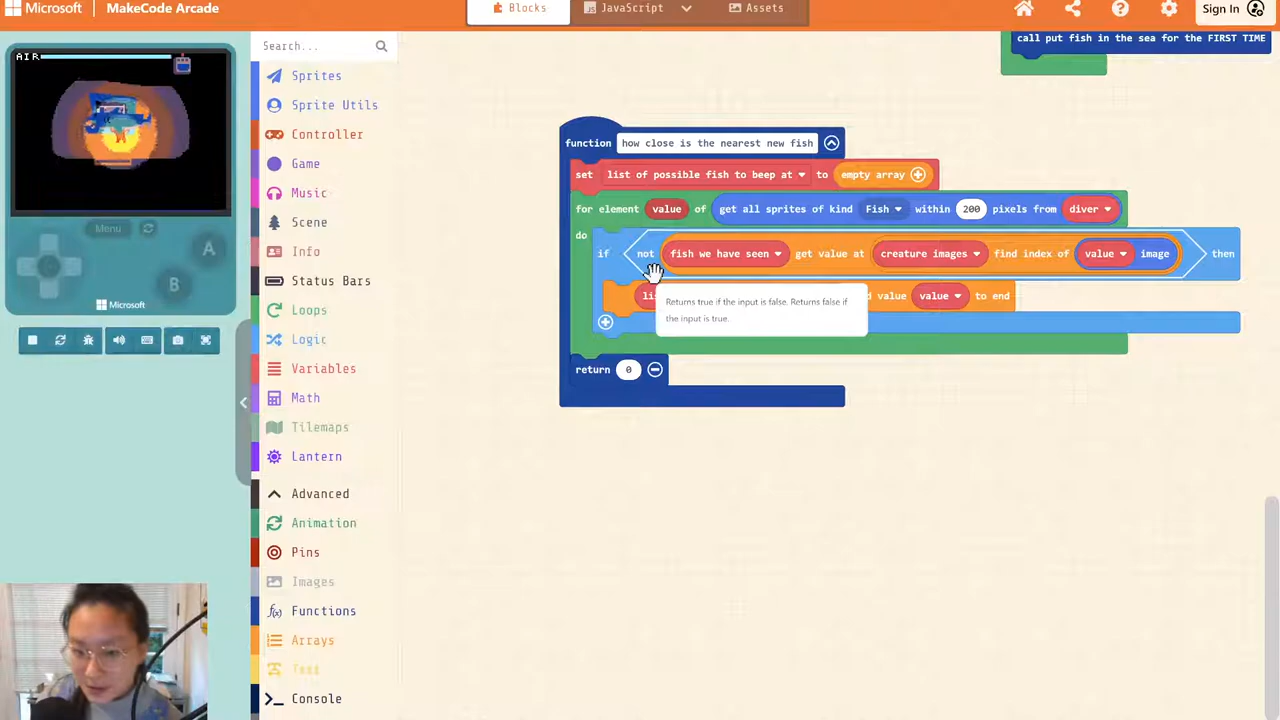 Microsoft MakeCode Arcade Blocks JavaScript Assets Sign In
AIR
Menu
A
B
Microsoft
Search...
Sprites
Sprite Utils
Controller
Game
Music
Scene
Info
Status Bars
Loops
Logic
Variables
Math
Tilemaps
Lantern
Advanced
Animation
Pins
Images
Functions
Arrays
Text
Console
call put fish in the sea for the FIRST TIME
function how close is the nearest new fish
set list of possible fish to beep at to empty array
for element value of get all sprites of kind Fish within 200 pixels from diver
do
if not fish we have seen get value at creature images find index of value image then
value value to end
Returns true if the input is false. Returns false if
the input is true.
return 0